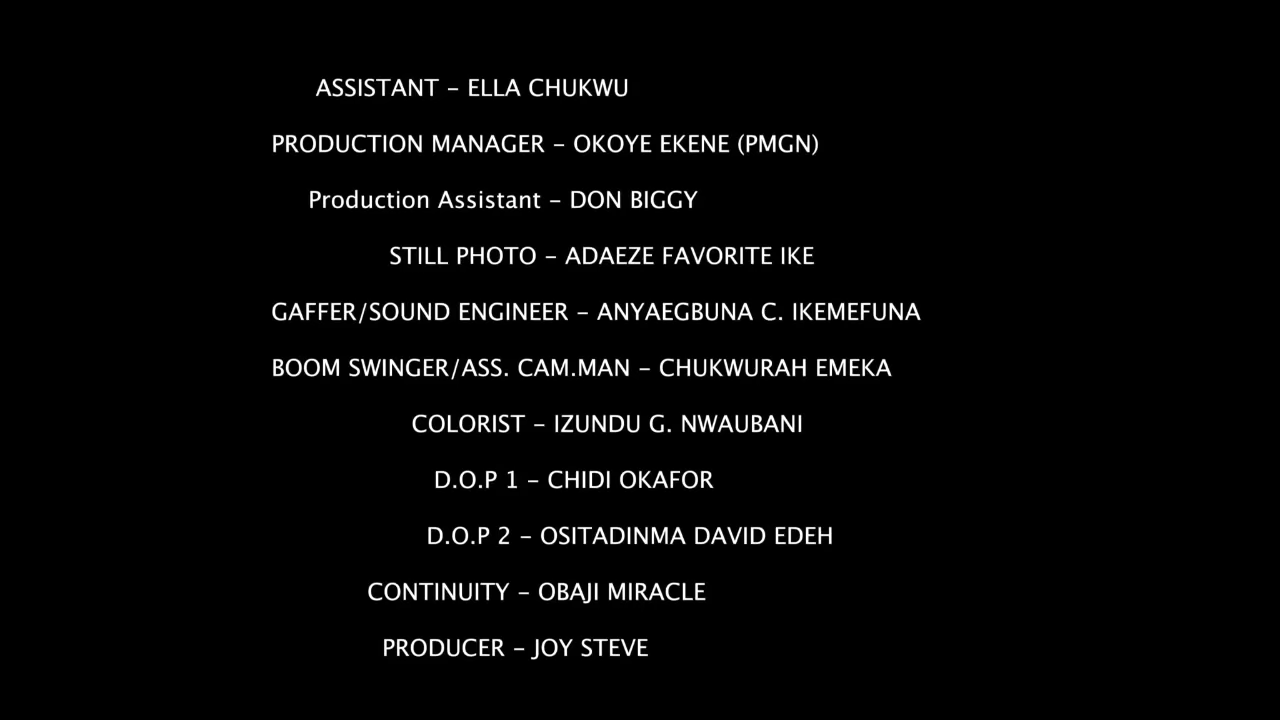 ASSISTANT – ELLA CHUKWU
PRODUCTION MANAGER – OKOYE EKENE (PMGN)
Production Assistant – DON BIGGY
STILL PHOTO – ADAEZE FAVORITE IKE
GAFFER/SOUND ENGINEER – ANYAEGBUNA C. IKEMEFUNA
BOOM SWINGER/ASS. CAM.MAN – CHUKWURAH EMEKA
COLORIST – IZUNDU G. NWAUBANI
D.O.P 1 – CHIDI OKAFOR
D.O.P 2 – OSITADINMA DAVID EDEH
CONTINUITY – OBAJI MIRACLE
PRODUCER – JOY STEVE